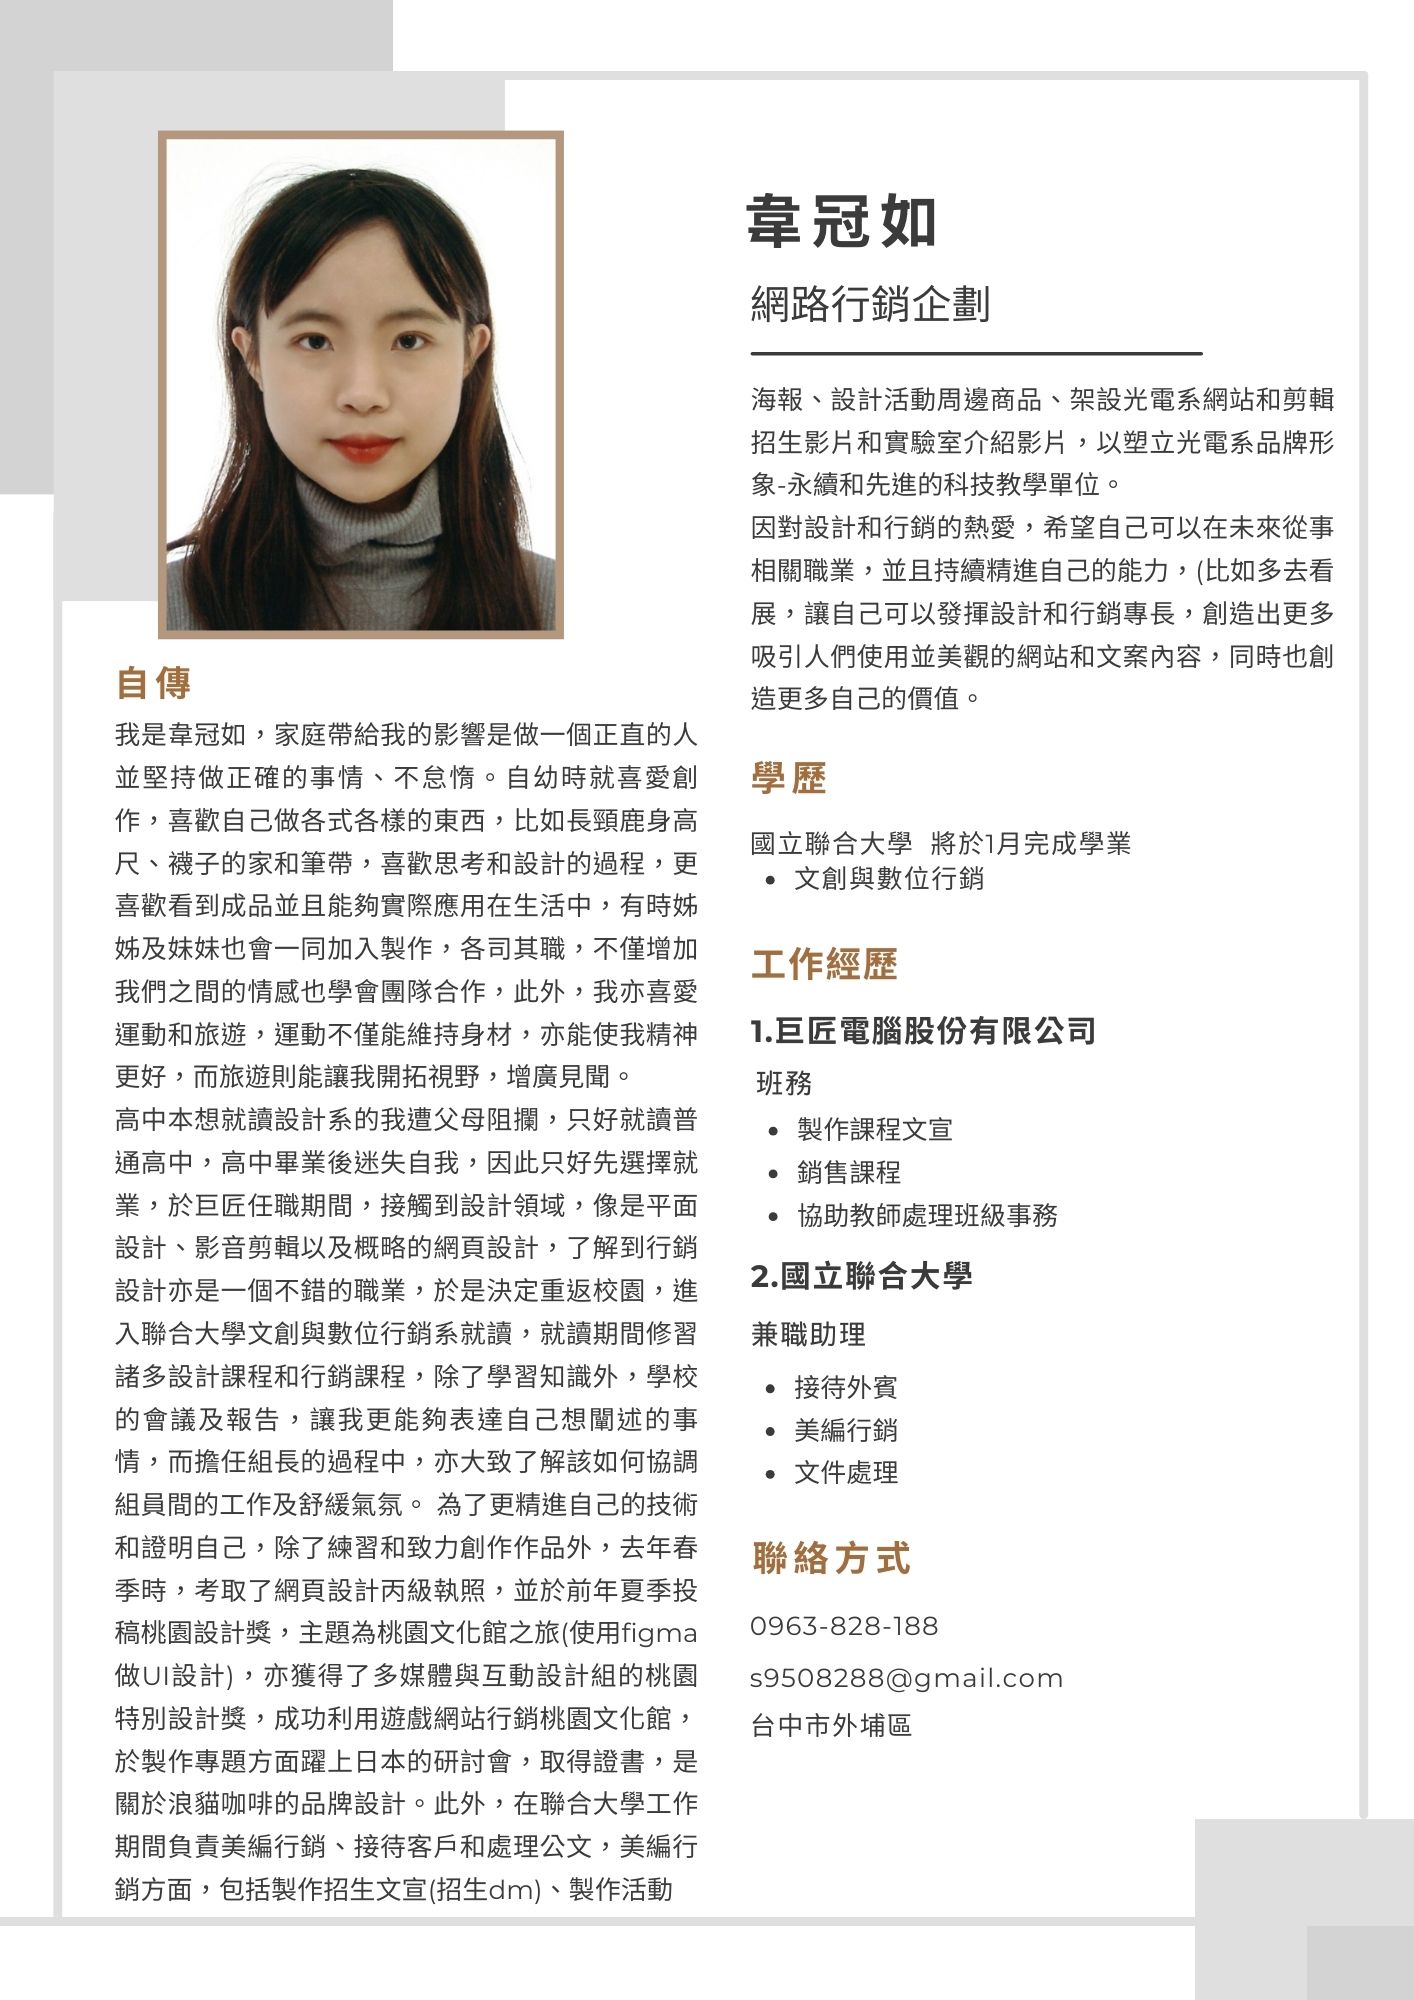 韋冠如
網路行銷企劃
自傳
我是韋冠如，家庭帶給我的影響是做一個正直的人
並堅持做正確的事情、不怠惰。自幼時就喜愛創
作，喜歡自己做各式各樣的東西，比如長頸鹿身高
尺、襪子的家和筆帶，喜歡思考和設計的過程，更
喜歡看到成品並且能夠實際應用在生活中，有時姊
姊及妹妹也會一同加入製作，各司其職，不僅增加
我們之間的情感也學會團隊合作，此外，我亦喜愛
運動和旅遊，運動不僅能維持身材，亦能使我精神
更好，而旅遊則能讓我開拓視野，增廣見聞。
高中本想就讀設計系的我遭父母阻攔，只好就讀普
通高中，高中畢業後迷失自我，因此只好先選擇就
業，於巨匠任職期間，接觸到設計領域，像是平面
設計、影音剪輯以及概略的網頁設計，了解到行銷
設計亦是一個不錯的職業，於是決定重返校園，進
入聯合大學文創與數位行銷系就讀，就讀期間修習
諸多設計課程和行銷課程，除了學習知識外，學校
的會議及報告，讓我更能夠表達自己想闡述的事
情，而擔任組長的過程中，亦大致了解該如何協調
組員間的工作及舒緩氣氛。 為了更精進自己的技術
和證明自己，除了練習和致力創作作品外，去年春
季時，考取了網頁設計丙級執照，並於前年夏季投
稿桃園設計獎，主題為桃園文化館之旅(使用figma
做UI設計)，亦獲得了多媒體與互動設計組的桃園
特別設計獎，成功利用遊戲網站行銷桃園文化館，
於製作專題方面躍上日本的研討會，取得證書，是
關於浪貓咖啡的品牌設計。此外，在聯合大學工作
期間負責美編行銷、接待客戶和處理公文，美編行
銷方面，包括製作招生文宣(招生dm)、製作活動
海報、設計活動周邊商品、架設光電系網站和剪輯
招生影片和實驗室介紹影片，以塑立光電系品牌形
象-永續和先進的科技教學單位。
因對設計和行銷的熱愛，希望自己可以在未來從事
相關職業，並且持續精進自己的能力，(比如多去看
展，讓自己可以發揮設計和行銷專長，創造出更多
吸引人們使用並美觀的網站和文案內容，同時也創
造更多自己的價值。
學歷
國立聯合大學 將於1月完成學業
• 文創與數位行銷
工作經歷
1.巨匠電腦股份有限公司
班務
• 製作課程文宣
• 銷售課程
• 協助教師處理班級事務
2.國立聯合大學
兼職助理
• 接待外賓
• 美編行銷
• 文件處理
聯絡方式
0963-828-188
s9508288@gmail.com
台中市外埔區